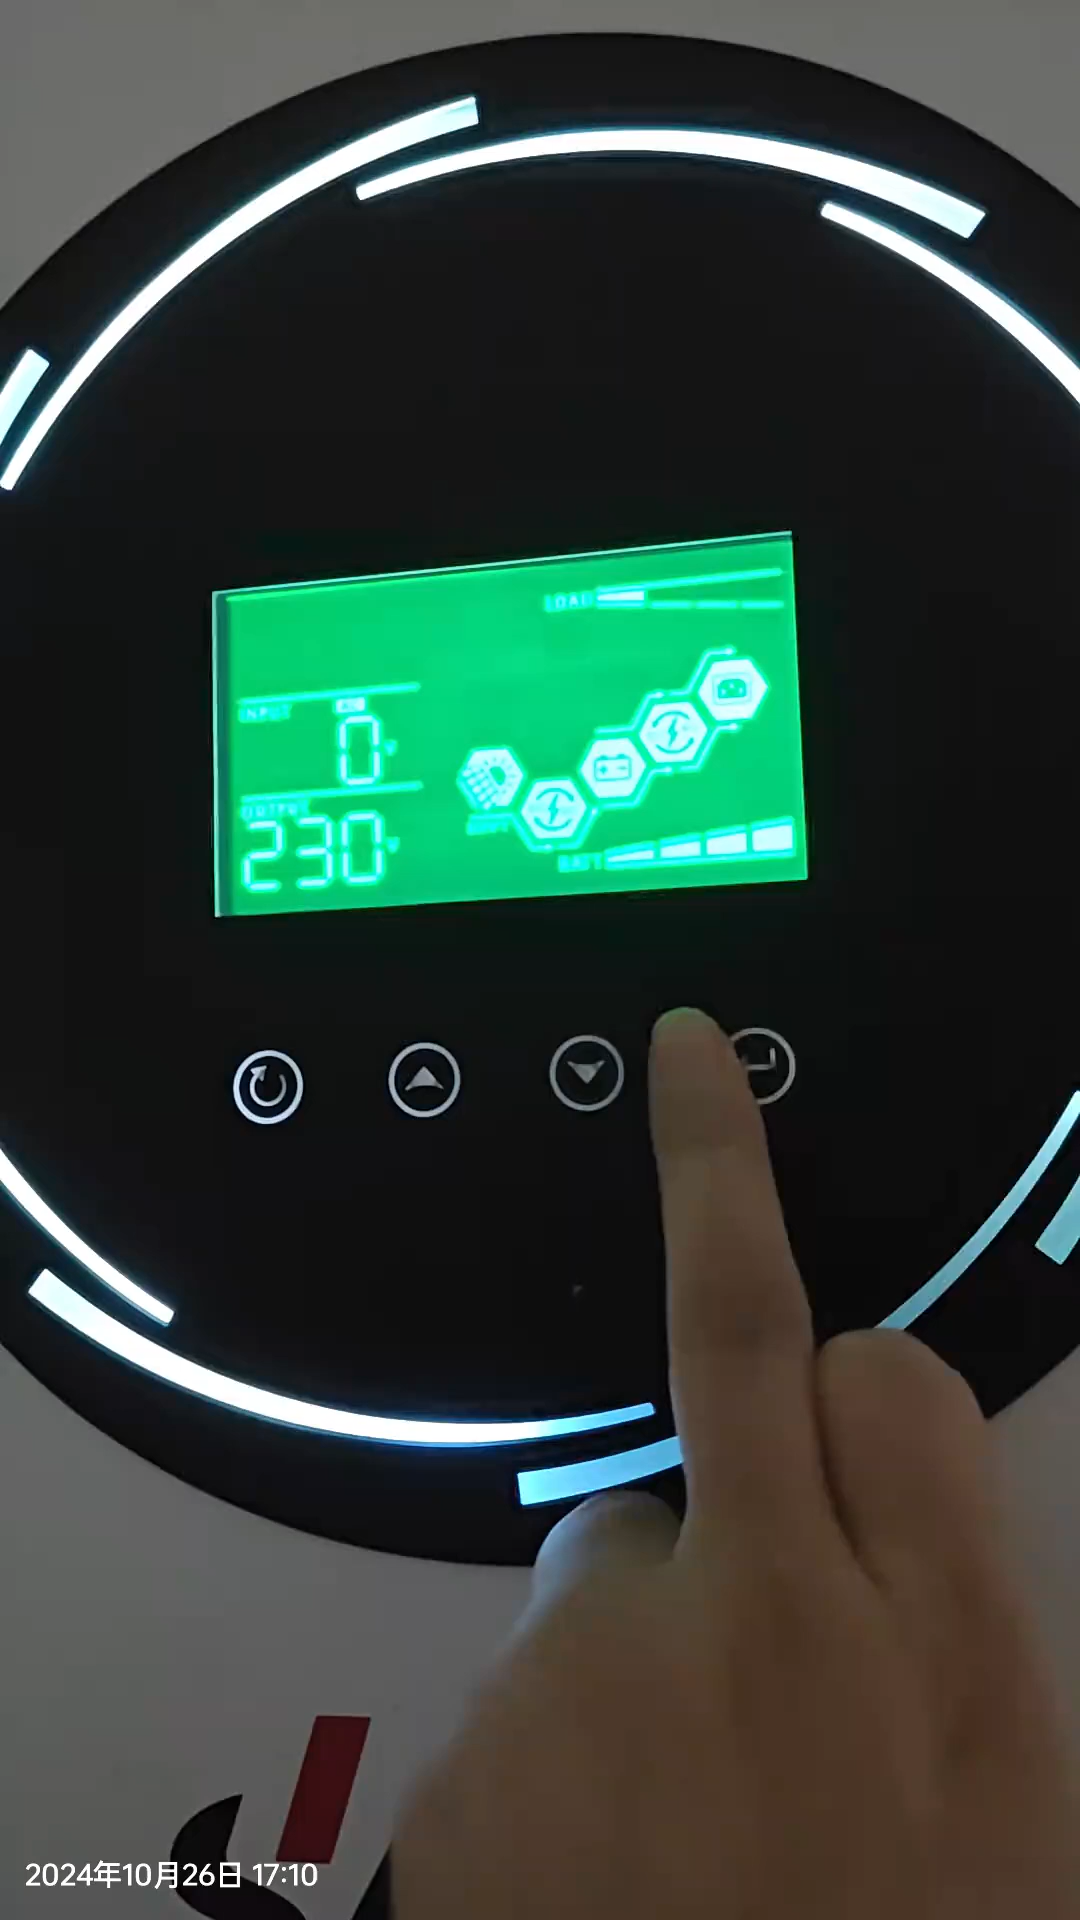 LOAD
INPUT
0 V
OUTPUT
230 V
BATT
2024年10月26日 17:10